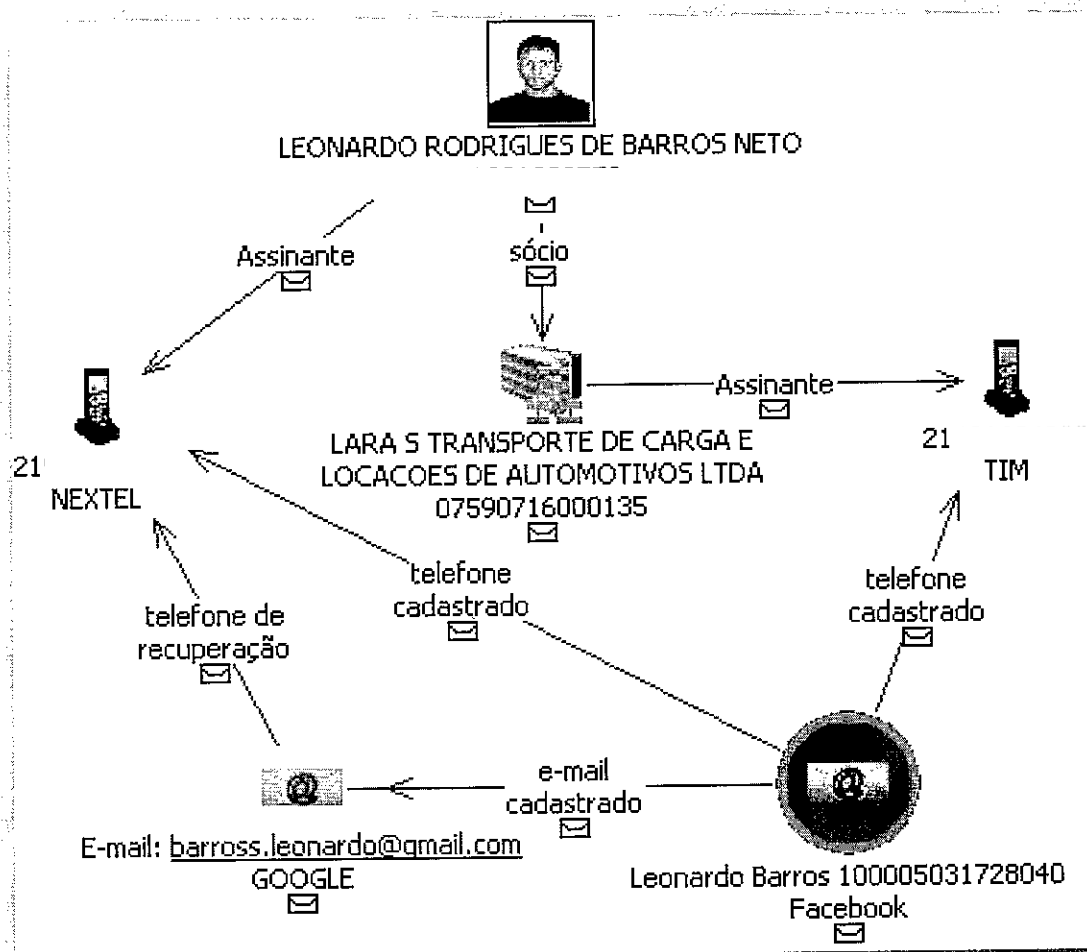 LEONARDO RODRIGUES DE BARROS NETO
Assinante
sócio
Assinante
LARA S TRANSPORTE DE CARGA E
LOCACOES DE AUTOMOTIVOS LTDA
07590716000135
21
NEXTEL
21
TIM
telefone
cadastrado
telefone
cadastrado
telefone de
recuperação
e-mail
cadastrado
E-mail: barross.leonardo@gmail.com
GOOGLE
Leonardo Barros 100005031728040
Facebook